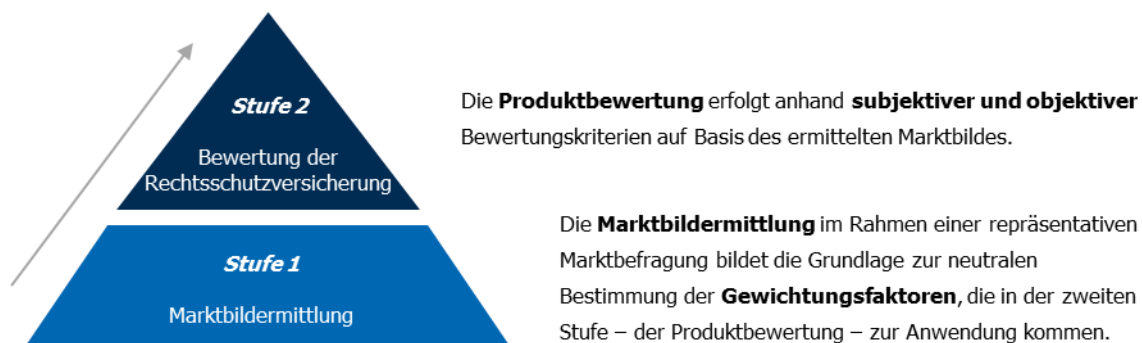 Stufe 2
Bewertung der
Rechtsschutzversicherung
Die Produktbewertung erfolgt anhand subjektiver und objektiver
Bewertungskriterien auf Basis des ermittelten Marktbildes.
Stufe 1
Marktbildermittlung
Die Marktbildermittlung im Rahmen einer repräsentativen
Marktbefragung bildet die Grundlage zur neutralen
Bestimmung der Gewichtungsfaktoren, die in der zweiten
Stufe – der Produktbewertung – zur Anwendung kommen.